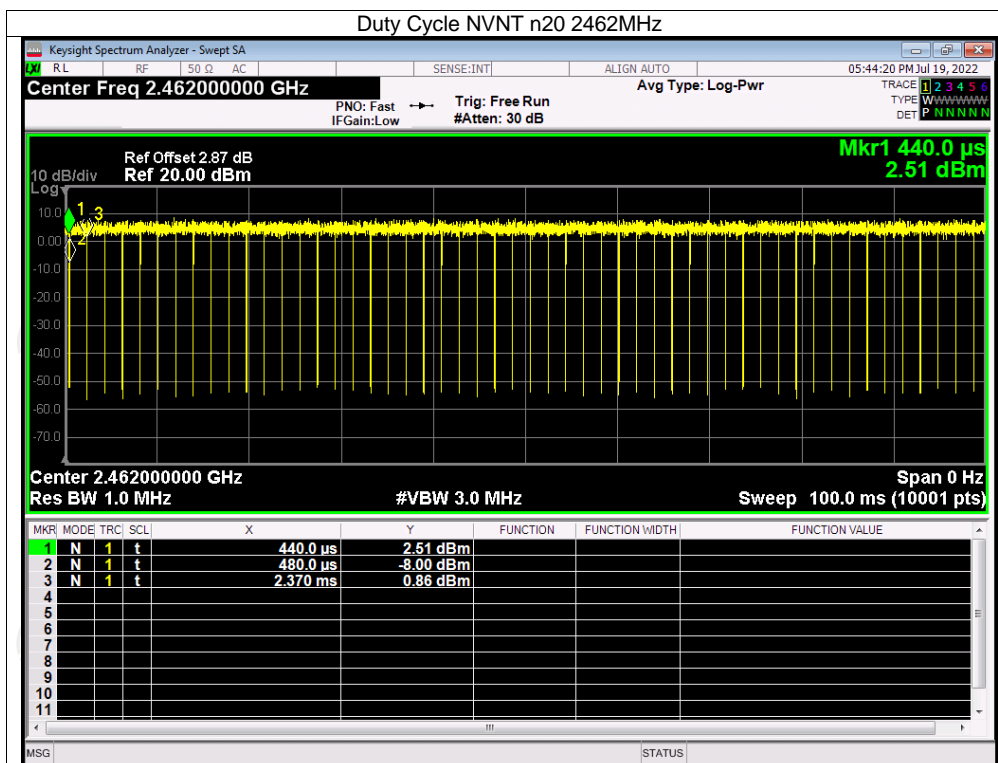 Duty Cycle NVNT n20 2462MHz
Keysight Spectrum Analyzer - Swept SA
LXI RL RF 50 Ω AC SENSE:INT ALIGN AUTO 05:44:20 PM Jul 19, 2022
Center Freq 2.462000000 GHz
PNO: Fast
IFGain:Low
Trig: Free Run
#Atten: 30 dB
Avg Type: Log-Pwr
TRACE 1 2 3 4 5 6
TYPE WWWWWW
DET P N N N N N
Ref Offset 2.87 dB
10 dB/div Ref 20.00 dBm
Log
Mkr1 440.0 µs
2.51 dBm
10.0
0.00
-10.0
-20.0
-30.0
-40.0
-50.0
-60.0
-70.0
1
2
3
Center 2.462000000 GHz Span 0 Hz
Res BW 1.0 MHz #VBW 3.0 MHz Sweep 100.0 ms (10001 pts)
MKR MODE TRC SCL X Y FUNCTION FUNCTION WIDTH FUNCTION VALUE
1 N 1 t 440.0 µs 2.51 dBm
2 N 1 t 480.0 µs -8.00 dBm
3 N 1 t 2.370 ms 0.86 dBm
4
5
6
7
8
9
10
11
MSG STATUS